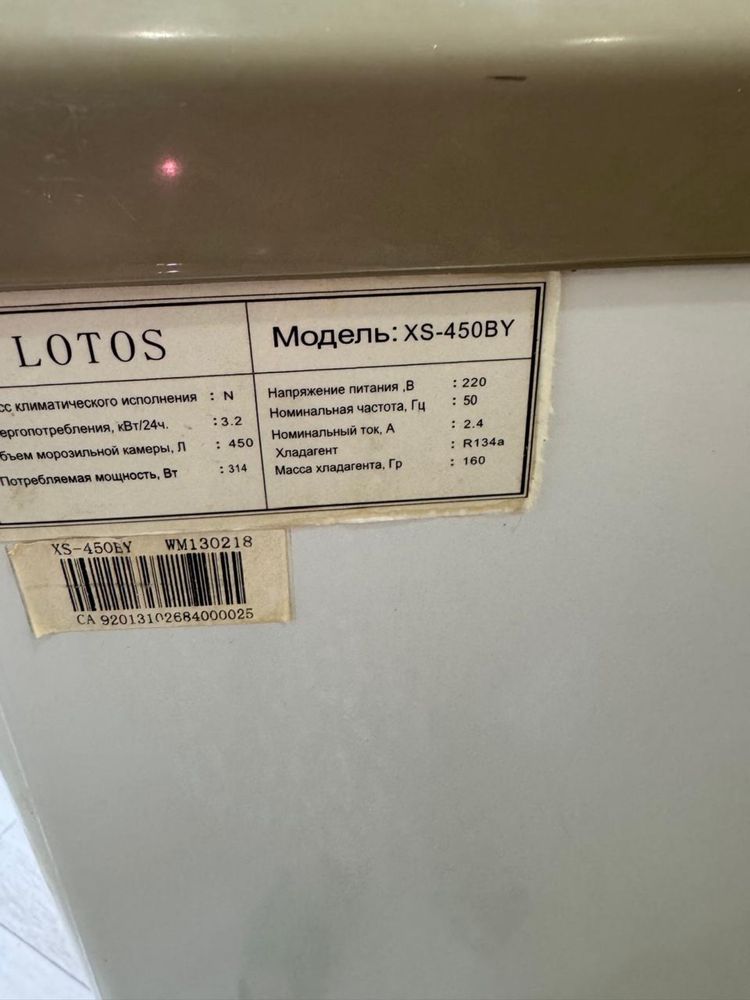 LOTOS
Модель: XS-450BY
сс климатического исполнения : N
ергопотребления, кВт/24ч. : 3.2
бъем морозильной камеры, Л : 450
Потребляемая мощность, Вт : 314
Напряжение питания ,В : 220
Номинальная частота, Гц : 50
Номинальный ток, А : 2.4
Хладагент : R134a
Масса хладагента, Гр : 160
XS-450BY WM130218
CA 92013102684000025